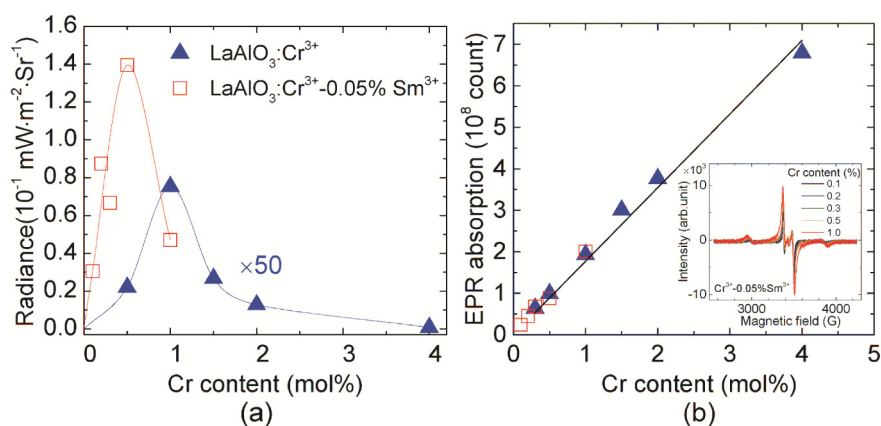 (a)
Radiance(10⁻¹ mW·m⁻²·Sr⁻¹)
1.6
1.4
1.2
1.0
0.8
0.6
0.4
0.2
0.0
LaAlO₃:Cr³⁺
LaAlO₃:Cr³⁺-0.05% Sm³⁺
×50
0 1 2 3 4
Cr content (mol%)
(a)
(b)
EPR absorption (10⁸ count)
7
6
5
4
3
2
1
0
×10³
Intensity (arb.unit)
10
0
-10
Cr content (%)
0.1
0.2
0.3
0.5
1.0
Cr³⁺-0.05%Sm³⁺
3000 4000
Magnetic field (G)
0 1 2 3 4 5
Cr content (mol%)
(b)